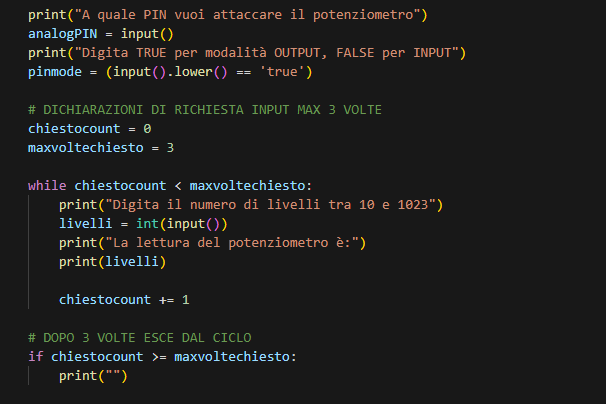 print("A quale PIN vuoi attaccare il potenziometro")
analogPIN = input()
print("Digita TRUE per modalità OUTPUT, FALSE per INPUT")
pinmode = (input().lower() == 'true')
# DICHIARAZIONI DI RICHIESTA INPUT MAX 3 VOLTE
chiestocount = 0
maxvoltechiesto = 3
while chiestocount < maxvoltechiesto:
    print("Digita il numero di livelli tra 10 e 1023")
    livelli = int(input())
    print("La lettura del potenziometro è:")
    print(livelli)
    chiestocount += 1
# DOPO 3 VOLTE ESCE DAL CICLO
if chiestocount >= maxvoltechiesto:
    print("")